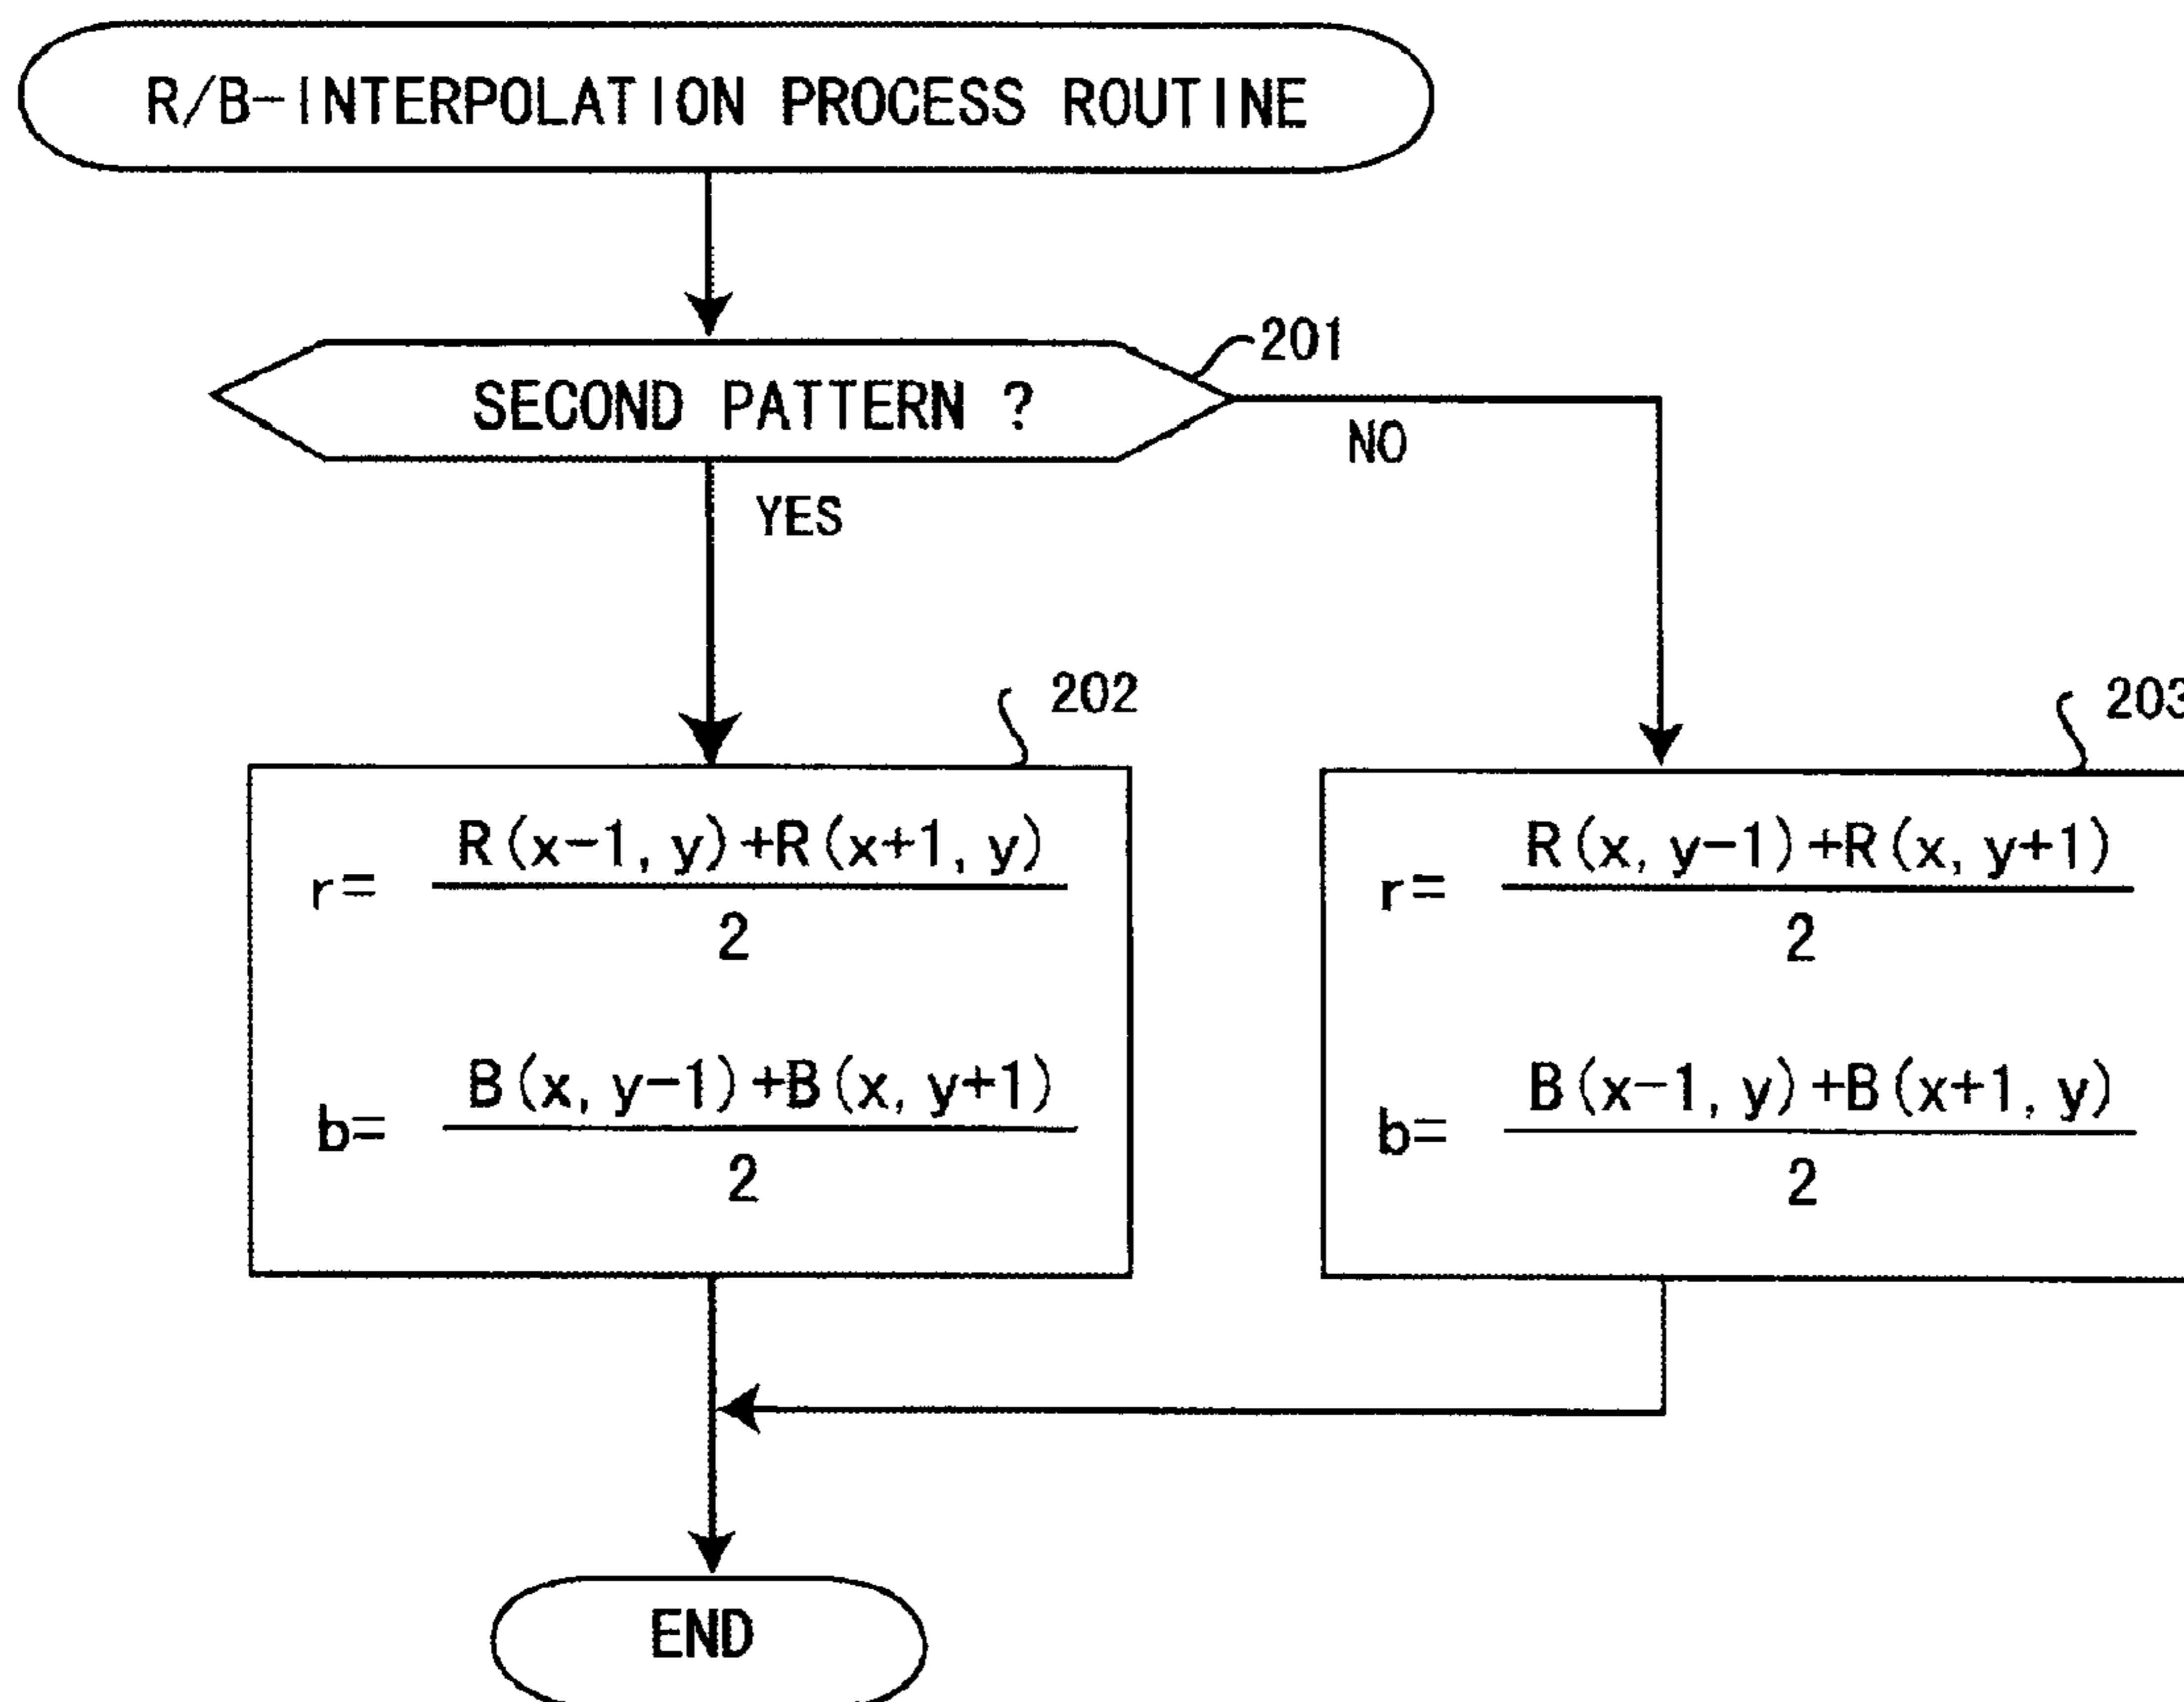 R/B-INTERPOLATION PROCESS ROUTINE
201
SECOND PATTERN ?
NO
YES
202
203
r= R(x-1, y)+R(x+1, y)
2
b= B(x, y-1)+B(x, y+1)
2
r= R(x, y-1)+R(x, y+1)
2
b= B(x-1, y)+B(x+1, y)
2
END